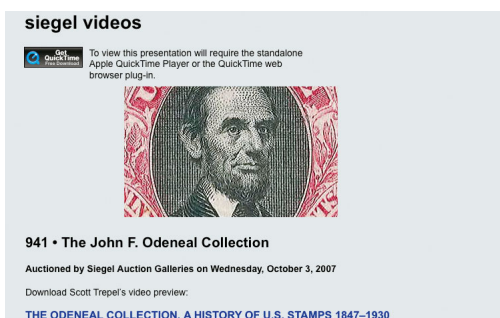 siegel videos
Get
QuickTime
Free Download
To view this presentation will require the standalone
Apple QuickTime Player or the QuickTime web
browser plug-in.
941 • The John F. Odeneal Collection
Auctioned by Siegel Auction Galleries on Wednesday, October 3, 2007
Download Scott Trepel's video preview:
THE ODENEAL COLLECTION, A HISTORY OF U.S. STAMPS 1847–1930